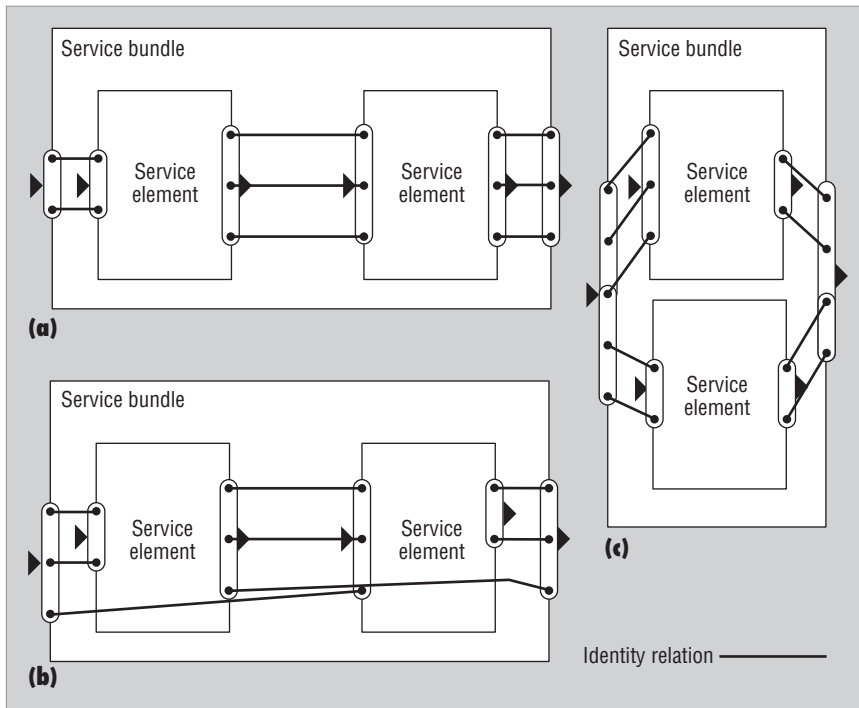 Service bundle
Service
element
Service
element
(a)
Service bundle
Service
element
Service
element
(b)
Service bundle
Service
element
Service
element
(c)
Identity relation